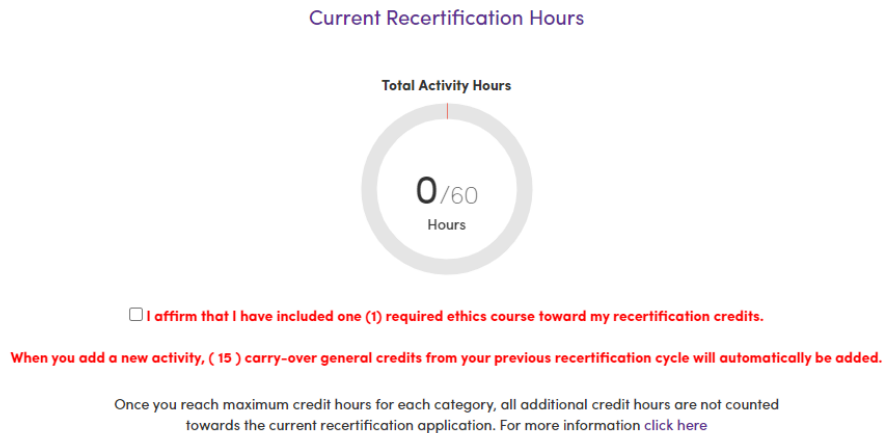 Current Recertification Hours
Total Activity Hours
0/60
Hours
I affirm that I have included one (1) required ethics course toward my recertification credits.
When you add a new activity, ( 15 ) carry-over general credits from your previous recertification cycle will automatically be added.
Once you reach maximum credit hours for each category, all additional credit hours are not counted
towards the current recertification application. For more information click here